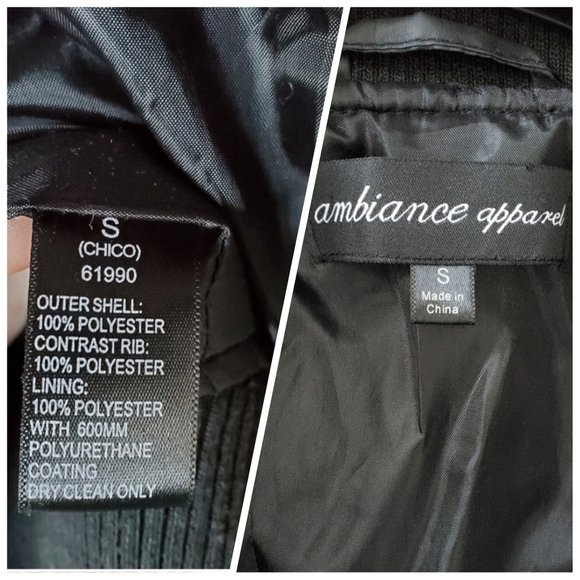 S
(CHICO)
61990
OUTER SHELL:
100% POLYESTER
CONTRAST RIB:
100% POLYESTER
LINING:
100% POLYESTER
WITH 600MM
POLYURETHANE
COATING
DRY CLEAN ONLY
ambiance apparel
S
Made in
China